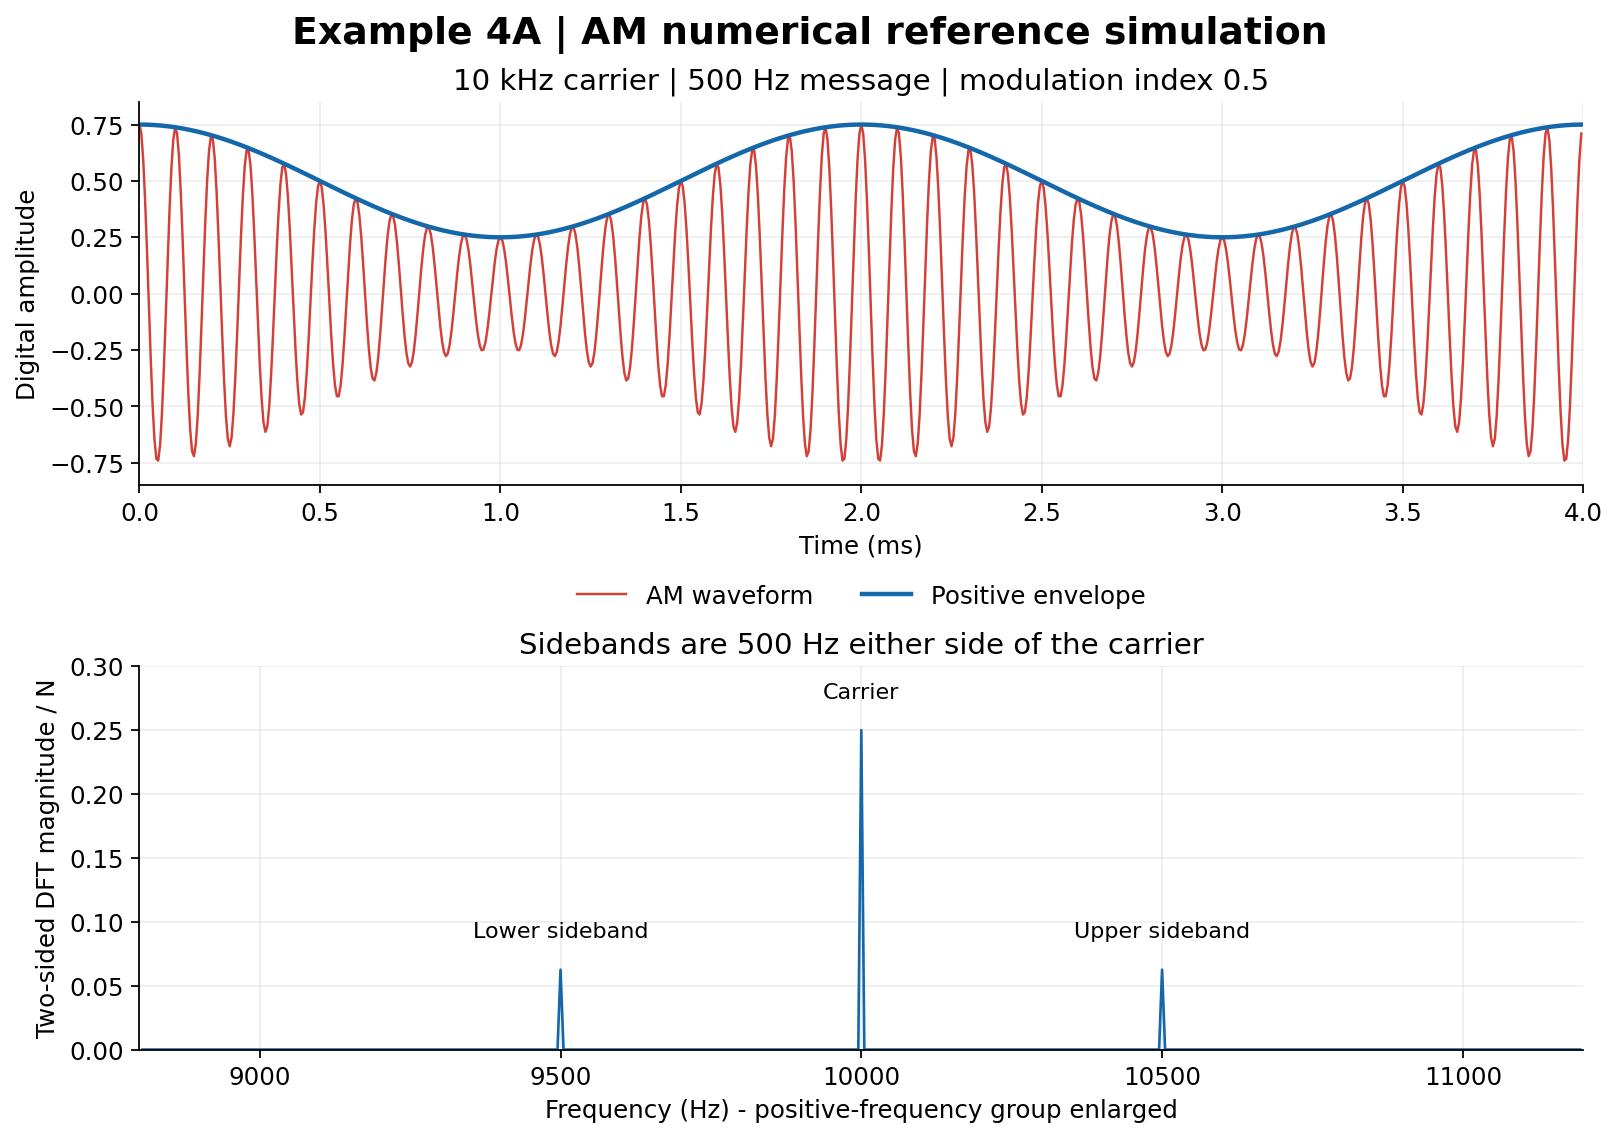 Example 4A | AM numerical reference simulation
10 kHz carrier | 500 Hz message | modulation index 0.5
Digital amplitude
0.75
0.50
0.25
0.00
−0.25
−0.50
−0.75
0.0 0.5 1.0 1.5 2.0 2.5 3.0 3.5 4.0
Time (ms)
AM waveform Positive envelope
Sidebands are 500 Hz either side of the carrier
Two-sided DFT magnitude / N
0.30
0.25
0.20
0.15
0.10
0.05
0.00
Carrier
Lower sideband Upper sideband
9000 9500 10000 10500 11000
Frequency (Hz) - positive-frequency group enlarged